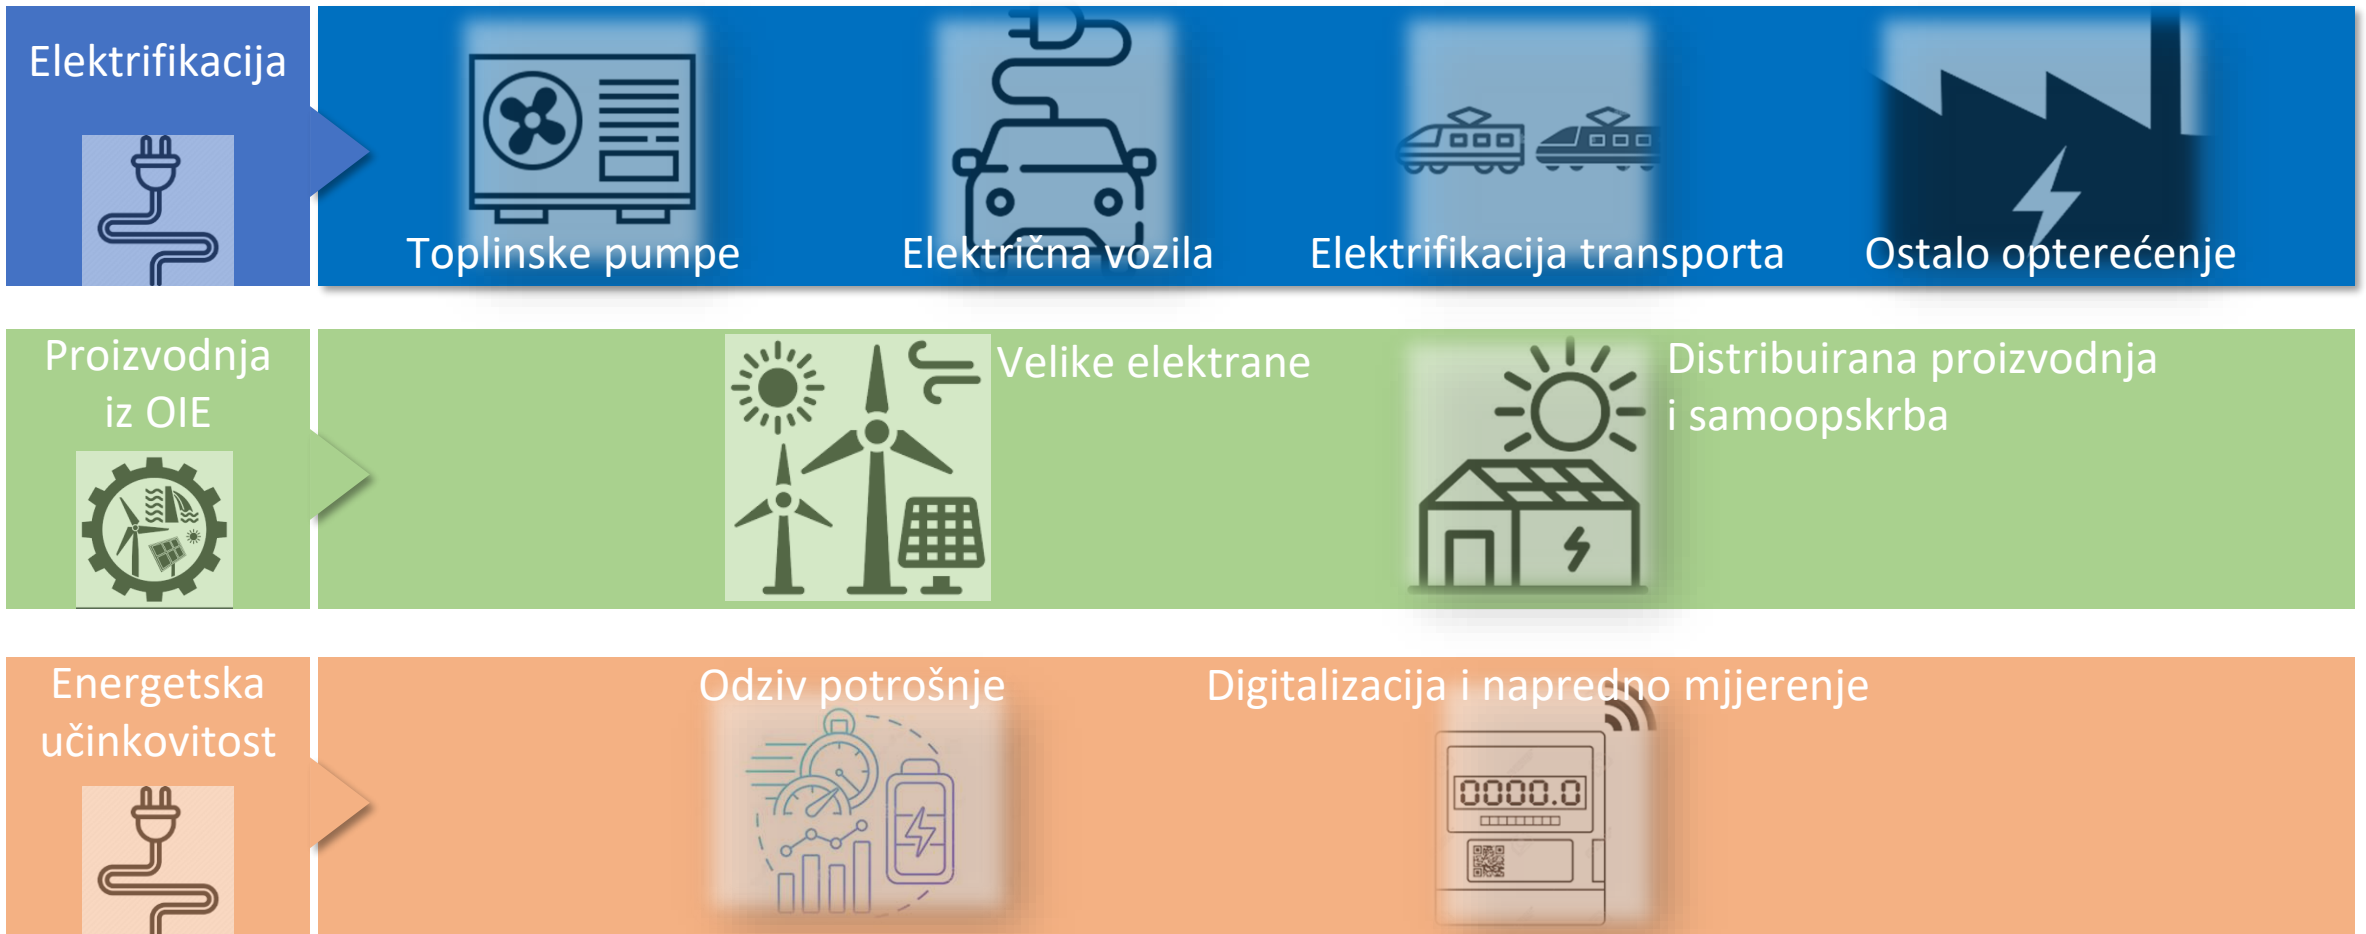 Elektrifikacija
Toplinske pumpe
Električna vozila
Elektrifikacija transporta
Ostalo opterećenje
Proizvodnja
iz OIE
Velike elektrane
Distribuirana proizvodnja
i samoopskrba
Energetska
učinkovitost
Odziv potrošnje
Digitalizacija i napredno mjjerenje
0000.0